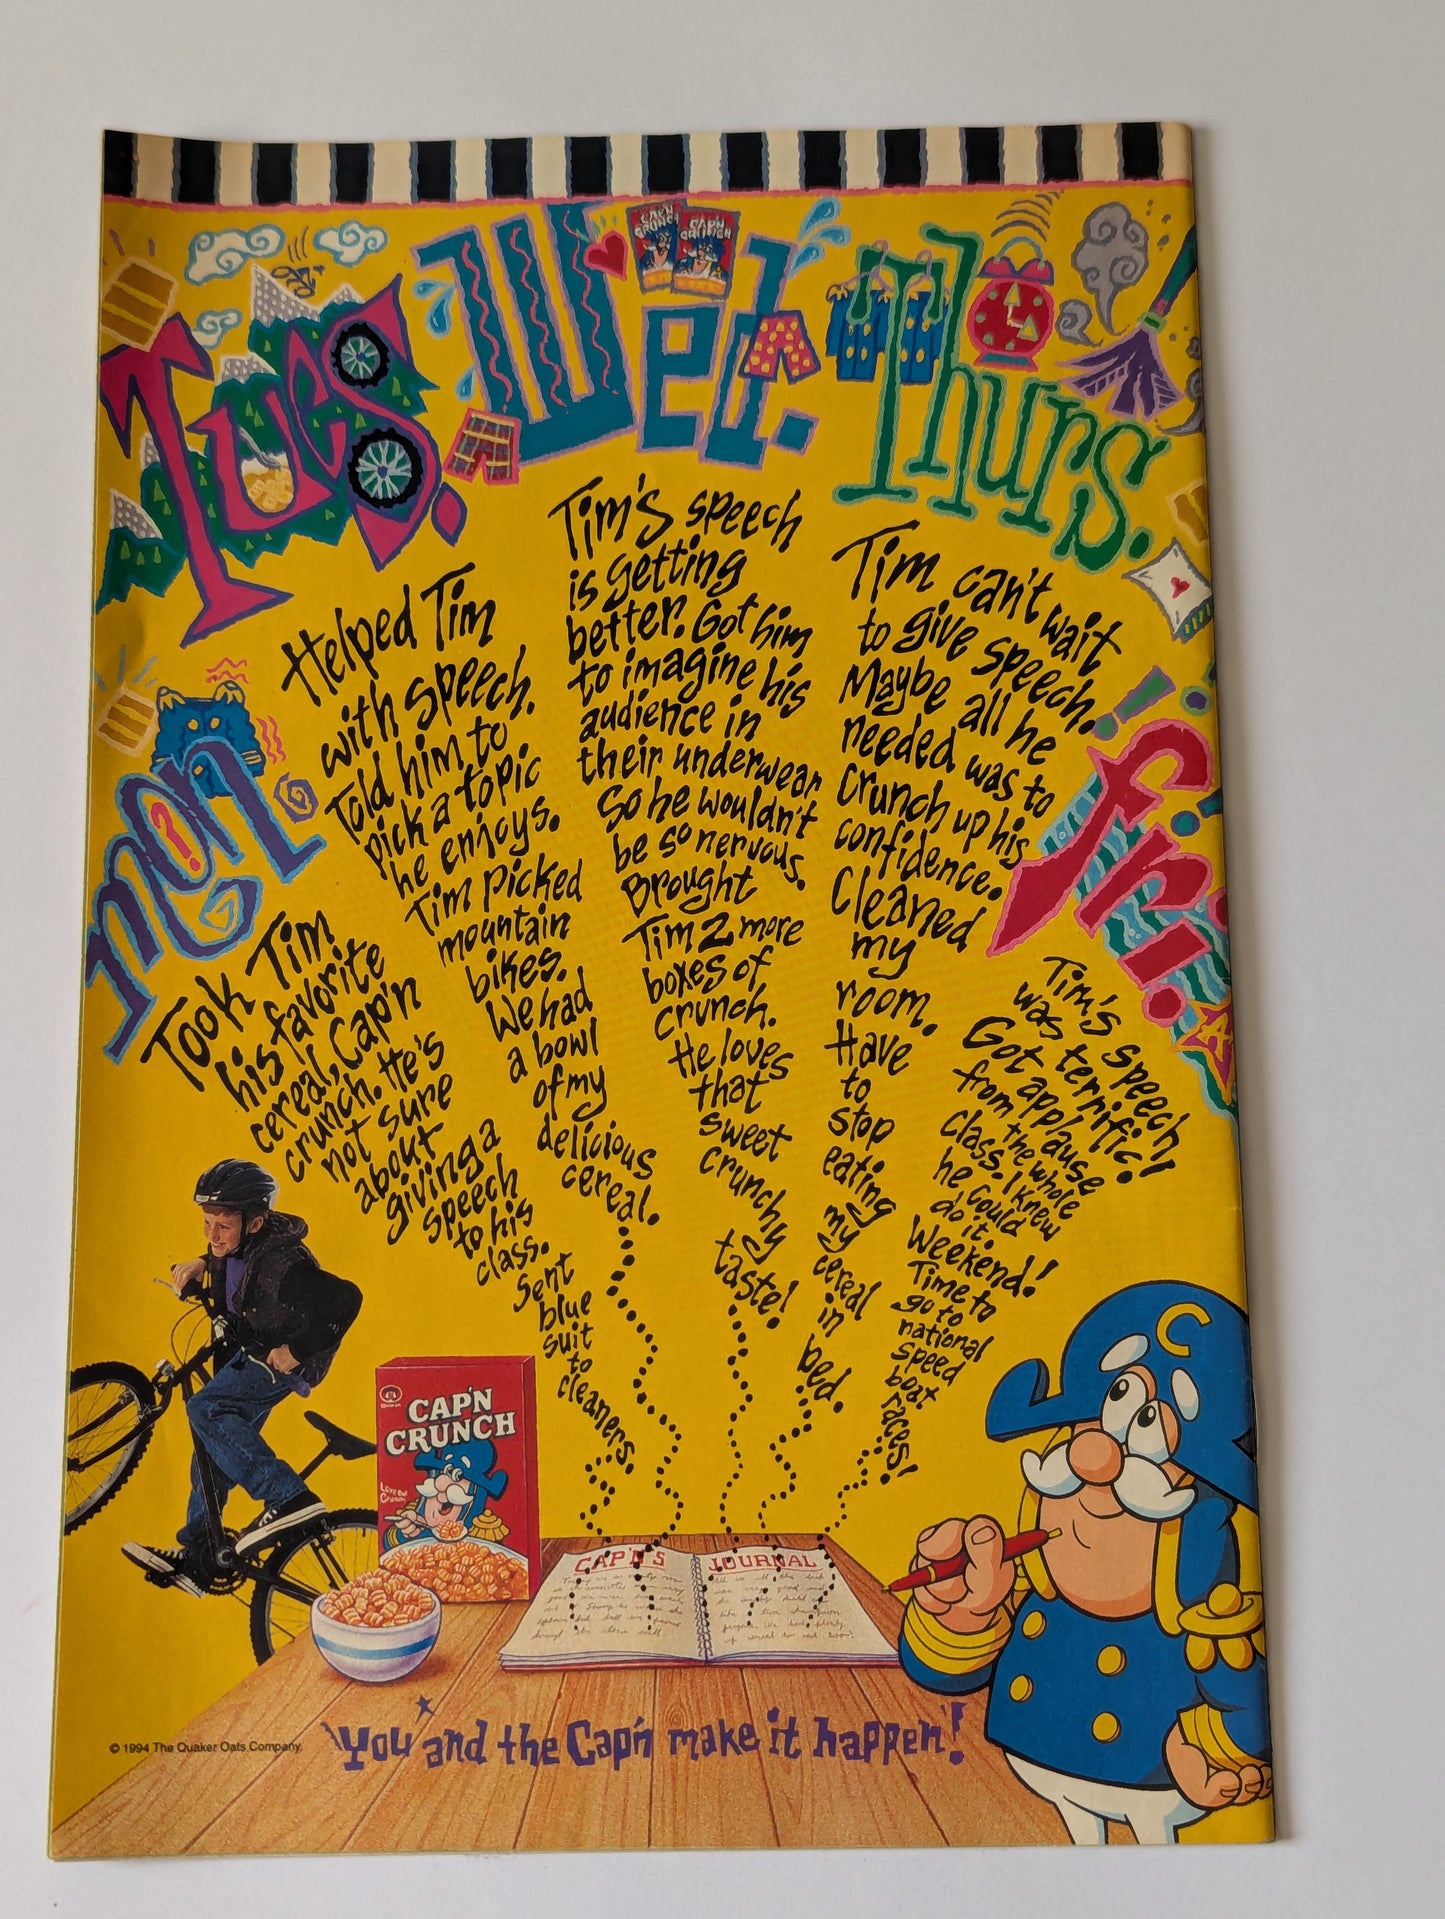 Mon.
Took Tim
his favorite
cereal, Cap'n
crunch. He's
not sure
about
giving a
speech
to his
class.
Sent
blue
suit
to
cleaners.
Tues.
Helped Tim
with speech.
Told him to
pick a topic
he enjoys.
Tim picked
mountain
bikes.
We had
a bowl
of my
delicious
cereal.
Wed.
Tim's speech
is getting
better. Got him
to imagine his
audience in
their underwear
so he wouldn't
be so nervous.
Brought
Tim 2 more
boxes of
crunch.
He loves
that
sweet
crunchy
taste!
Thurs.
Tim can't wait
to give speech.
Maybe all he
needed was to
crunch up his
confidence.
Cleaned
my
room.
Have
to
stop
eating
my
cereal
in
bed.
Fri.
Tim's speech
was terrific!
Got applause
from the whole
class. I knew
he could
do it.
Weekend!
Time to
go to
national
speed
boat
races!
CAP'N
CRUNCH
CAP'N
CRUNCH
QUAKER
CAP'N
CRUNCH
CAP'N'S JOURNAL
C
"You and the Cap'n make it happen"!
© 1994 The Quaker Oats Company.